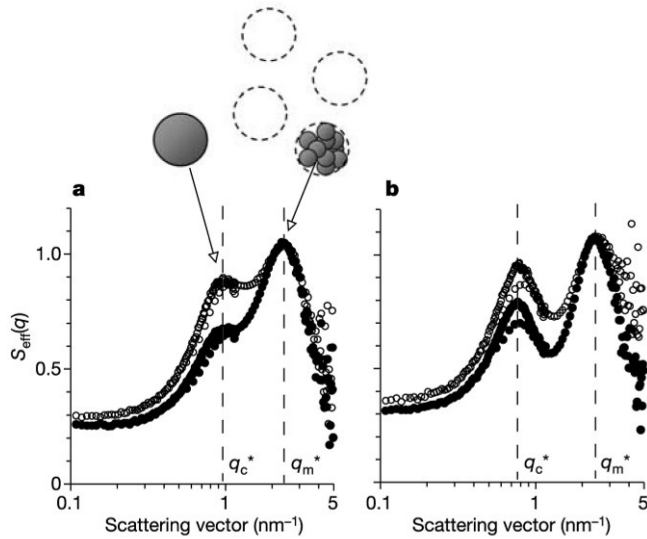 a
b
1.0
0.5
0
S_eff(q)
q_c*
q_m*
q_c*
q_m*
0.1
1
5
0.1
1
5
Scattering vector (nm⁻¹)
Scattering vector (nm⁻¹)